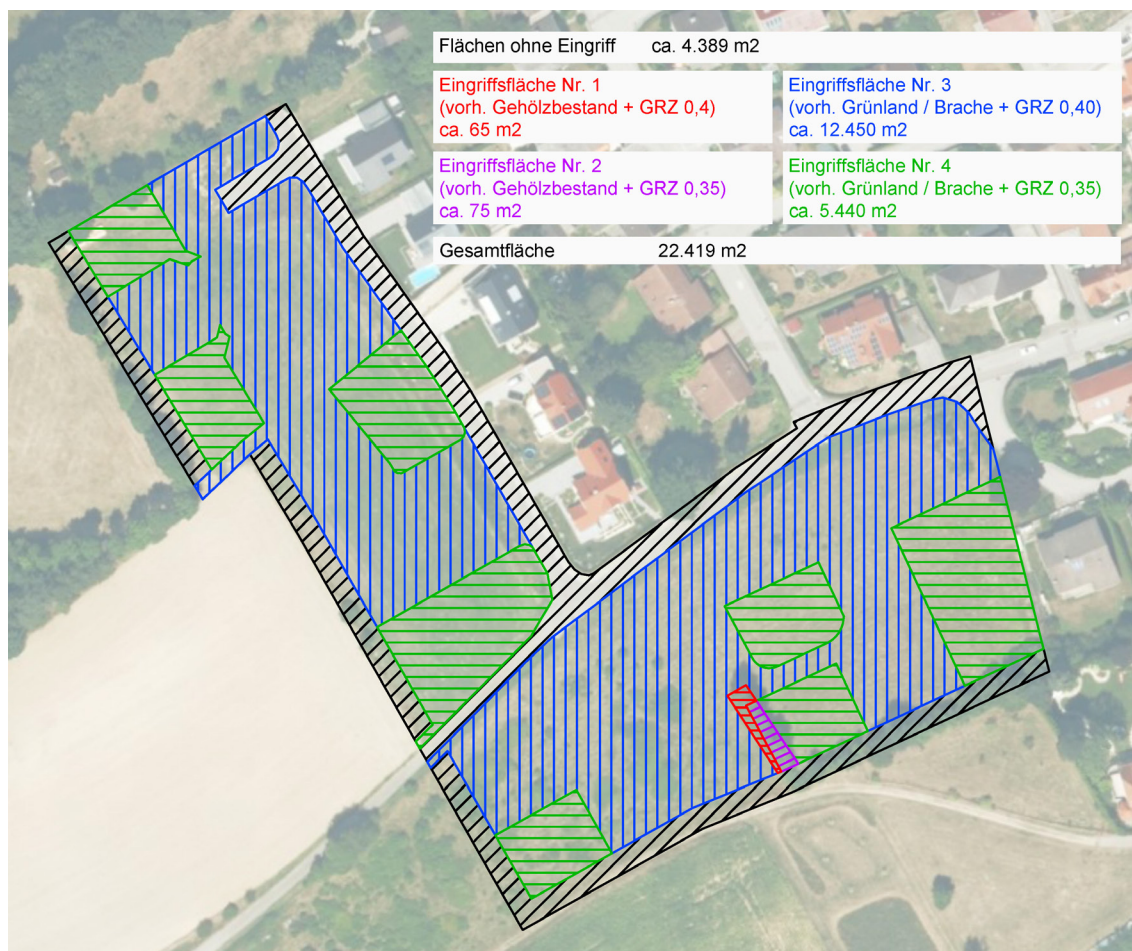 Flächen ohne Eingriff ca. 4.389 m2
Eingriffsfläche Nr. 1
(vorh. Gehölzbestand + GRZ 0,4)
ca. 65 m2
Eingriffsfläche Nr. 3
(vorh. Grünland / Brache + GRZ 0,40)
ca. 12.450 m2
Eingriffsfläche Nr. 2
(vorh. Gehölzbestand + GRZ 0,35)
ca. 75 m2
Eingriffsfläche Nr. 4
(vorh. Grünland / Brache + GRZ 0,35)
ca. 5.440 m2
Gesamtfläche 22.419 m2